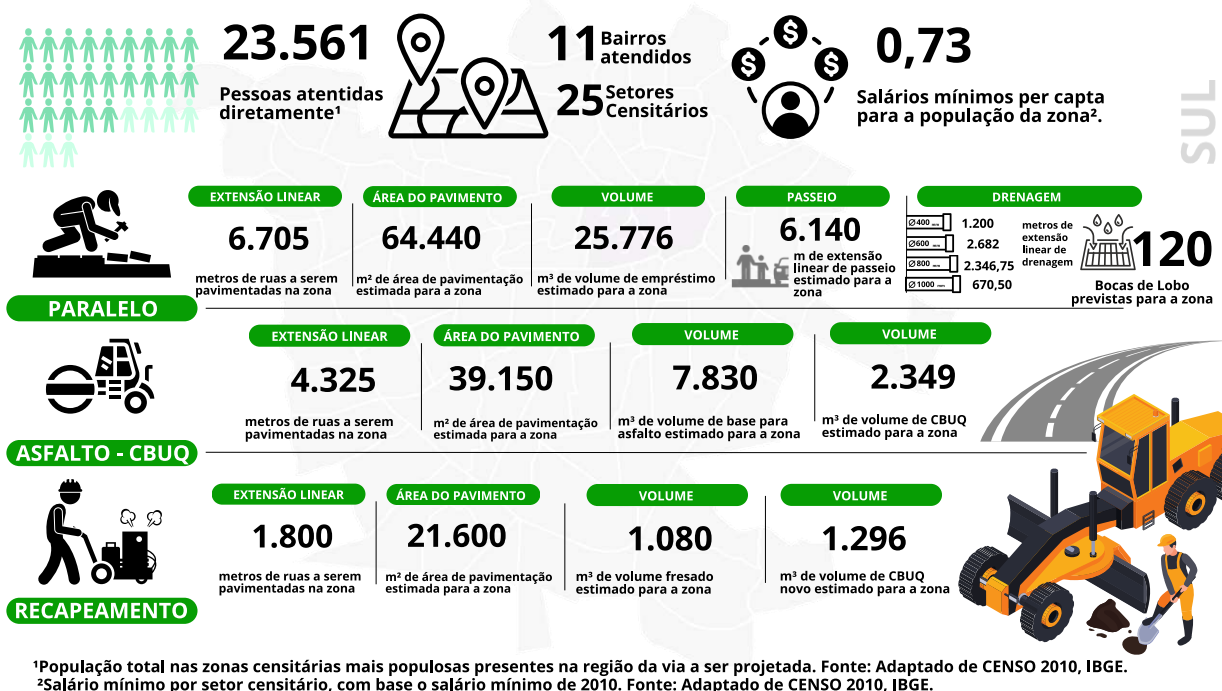 23.561
Pessoas atentidas
diretamente¹
11 Bairros
atendidos
25 Setores
Censitários
$ $ $
0,73
Salários mínimos per capta
para a população da zona².
SUL
PARALELO
EXTENSÃO LINEAR
6.705
metros de ruas a serem
pavimentadas na zona
ÁREA DO PAVIMENTO
64.440
m² de área de pavimentação
estimada para a zona
VOLUME
25.776
m³ de volume de empréstimo
estimado para a zona
PASSEIO
6.140
m de extensão
linear de passeio
estimado para a
zona
DRENAGEM
Ø 400 mm 1.200
Ø600 mm 2.682
Ø 800 mm 2.346,75
Ø 1000 mm 670,50
metros de
extensão
linear de
drenagem
120
Bocas de Lobo
previstas para a zona
ASFALTO - CBUQ
EXTENSÃO LINEAR
4.325
metros de ruas a serem
pavimentadas na zona
ÁREA DO PAVIMENTO
39.150
m² de área de pavimentação
estimada para a zona
VOLUME
7.830
m³ de volume de base para
asfalto estimado para a zona
VOLUME
2.349
m³ de volume de CBUQ
estimado para a zona
RECAPEAMENTO
EXTENSÃO LINEAR
1.800
metros de ruas a serem
pavimentadas na zona
ÁREA DO PAVIMENTO
21.600
m² de área de pavimentação
estimada para a zona
VOLUME
1.080
m³ de volume fresado
estimado para a zona
VOLUME
1.296
m³ de volume de CBUQ
novo estimado para a zona
¹População total nas zonas censitárias mais populosas presentes na região da via a ser projetada. Fonte: Adaptado de CENSO 2010, IBGE.
²Salário mínimo por setor censitário, com base o salário mínimo de 2010. Fonte: Adaptado de CENSO 2010, IBGE.